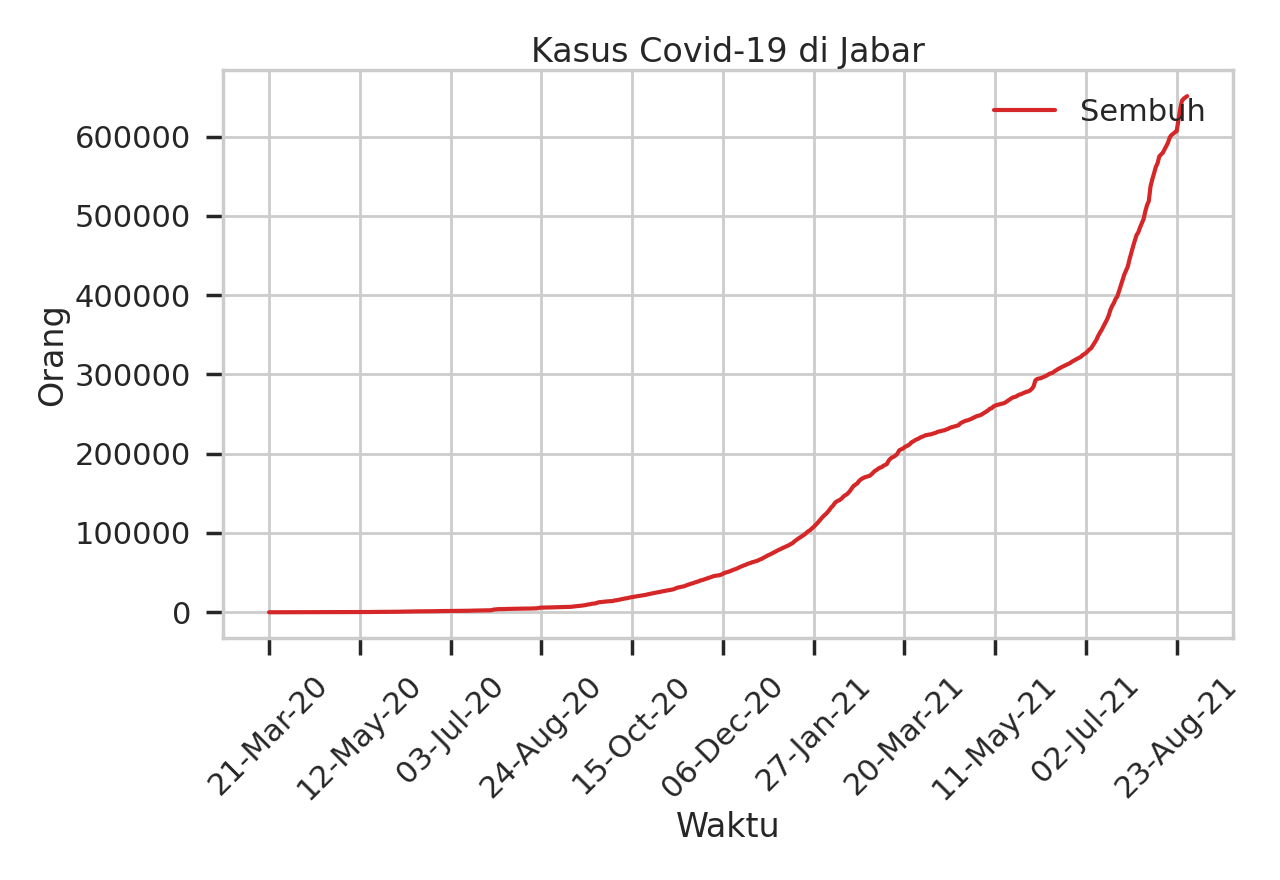 Kasus Covid-19 di Jabar
Sembuh
Orang
600000
500000
400000
300000
200000
100000
0
21-Mar-20
12-May-20
03-Jul-20
24-Aug-20
15-Oct-20
06-Dec-20
27-Jan-21
20-Mar-21
11-May-21
02-Jul-21
23-Aug-21
Waktu